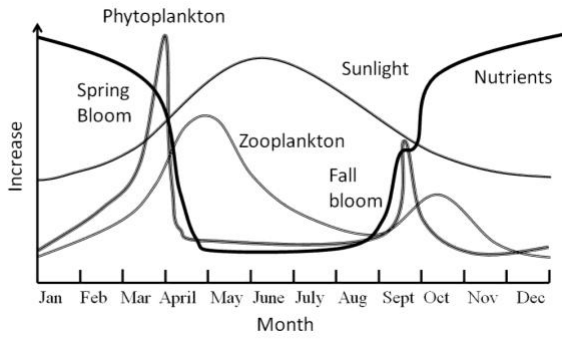 Phytoplankton
Spring
Bloom
Sunlight
Nutrients
Zooplankton
Fall
bloom
Increase
Jan Feb Mar April May June July Aug Sept Oct Nov Dec
Month